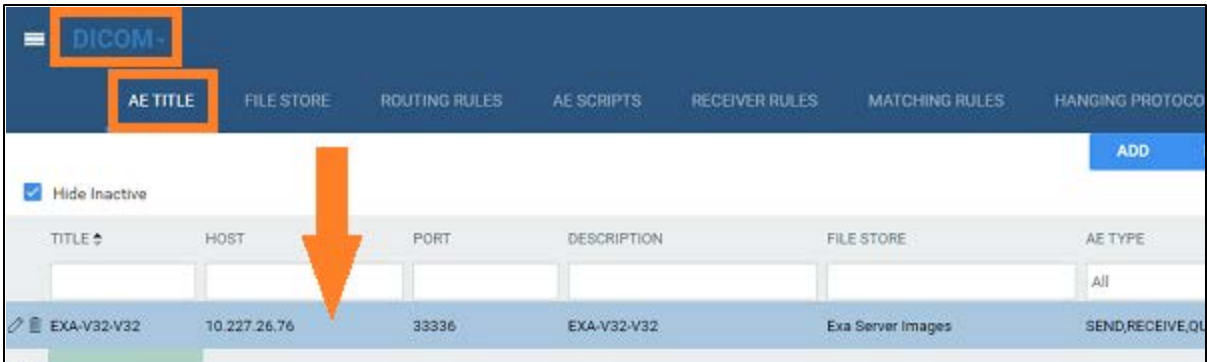 DICOM
AE TITLE FILE STORE ROUTING RULES AE SCRIPTS RECEIVER RULES MATCHING RULES HANGING PROTOCO
ADD
Hide Inactive
TITLE HOST PORT DESCRIPTION FILE STORE AE TYPE
All
EXA-V32-V32 10.227.26.76 33336 EXA-V32-V32 Exa Server Images SEND,RECEIVE,QU